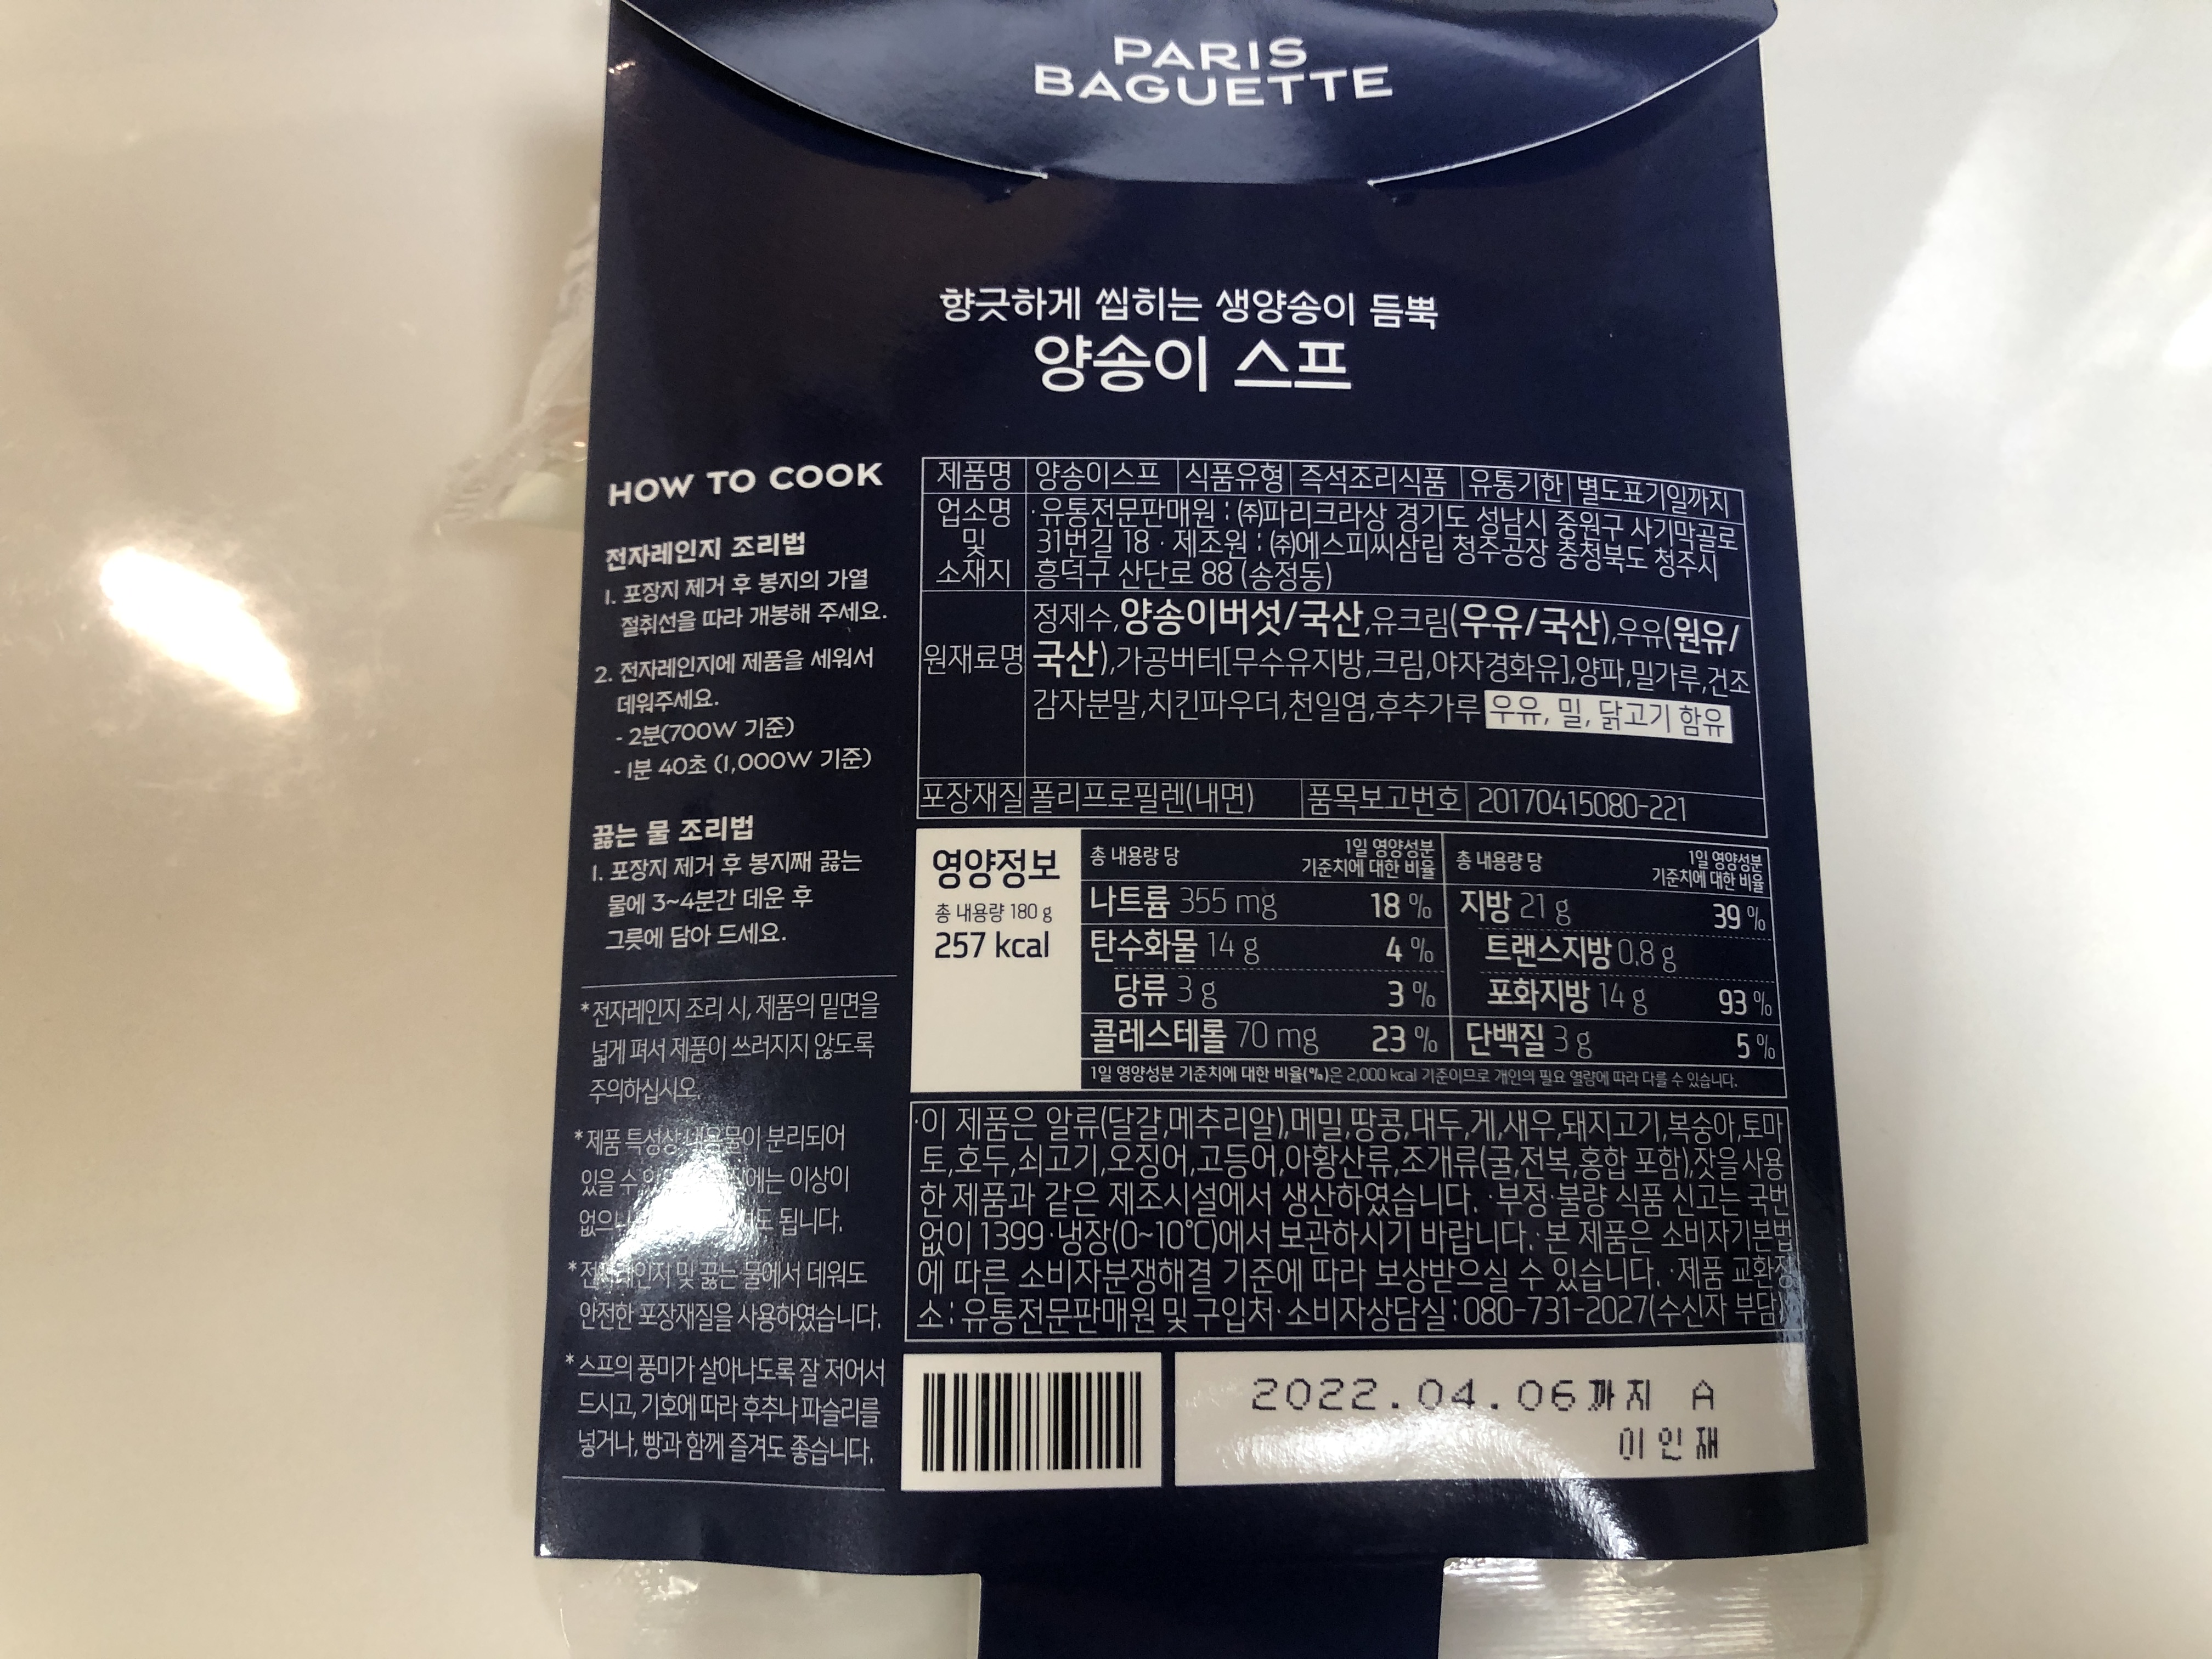 PARIS
BAGUETTE
향긋하게 씹히는 생양송이 듬뿍
양송이 스프
HOW TO COOK
전자레인지 조리법
1. 포장지 제거 후 봉지의 가열
절취선을 따라 개봉해 주세요.
2. 전자레인지에 제품을 세워서
데워주세요.
- 2분(700W 기준)
- 1분 40초 (1,000W 기준)
끓는 물 조리법
1. 포장지 제거 후 봉지째 끓는
물에 3~4분간 데운 후
그릇에 담아 드세요.
*전자레인지 조리 시, 제품의 밑면을
넓게 펴서 제품이 쓰러지지 않도록
주의하십시오.
*제품 특성상 내용물이 분리되어
있을 수 에는 이상이
됩니다.
*전자레인지 및 끓는 물에서 데워도
안전한 포장재질을 사용하였습니다.
*스프의 풍미가 살아나도록 잘 저어서
드시고, 기호에 따라 후추나 파슬리를
넣거나, 빵과 함께 즐겨도 좋습니다.
제품명 양송이스프 식품유형 즉석조리식품 유통기한 별도표기일까지
업소명 및 소재지 ·유통전문판매원 : ㈜파리크라상 경기도 성남시 중원구 사기막골로
31번길 18 · 제조원 : ㈜에스피씨삼립 청주공장 충청북도 청주시
흥덕구 산단로 88 (송정동)
원재료명 정제수,양송이버섯/국산,유크림(우유/국산),우유(원유/
국산),가공버터[무수유지방,크림,야자경화유],양파,밀가루,건조
감자분말,치킨파우더,천일염,후추가루 우유, 밀, 닭고기 함유
포장재질 폴리프로필렌(내면) 품목보고번호 20170415080-221
영양정보
총 내용량 180 g
257 kcal
총 내용량 당 1일 영양성분 기준치에 대한 비율 총 내용량 당 1일 영양성분 기준치에 대한 비율
나트륨 355 mg 18 % 지방 21 g 39 %
탄수화물 14 g 4 % 트랜스지방 0.8 g
당류 3 g 3 % 포화지방 14 g 93 %
콜레스테롤 70 mg 23 % 단백질 3 g 5 %
1일 영양성분 기준치에 대한 비율(%)은 2,000 kcal 기준이므로 개인의 필요 열량에 따라 다를 수 있습니다.
·이 제품은 알류(달걀,메추리알),메밀,땅콩,대두,게,새우,돼지고기,복숭아,토마
토,호두,쇠고기,오징어,고등어,아황산류,조개류(굴,전복,홍합 포함),잣을 사용
한 제품과 같은 제조시설에서 생산하였습니다. ·부정·불량 식품 신고는 국번
없이 1399 ·냉장(0~10℃)에서 보관하시기 바랍니다.·본 제품은 소비자기본법
에 따른 소비자분쟁해결 기준에 따라 보상받으실 수 있습니다. ·제품 교환장
소 : 유통전문판매원 및 구입처·소비자상담실 : 080-731-2027(수신자 부담)
2022.04.06까지 A
이인재